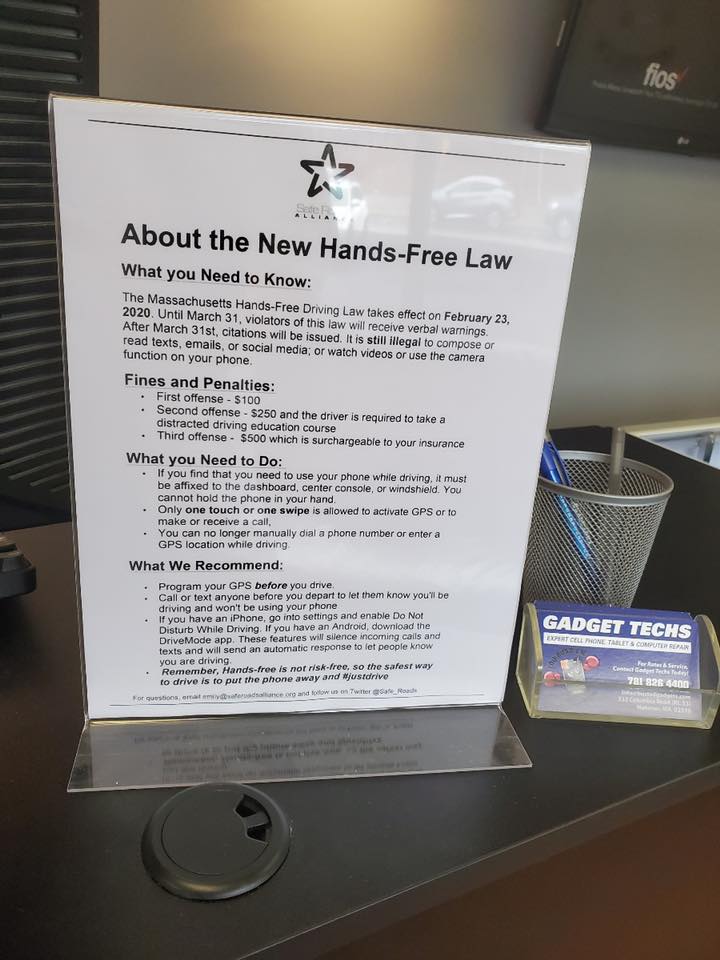 fios
Safe
ALLIAN
About the New Hands-Free Law
What you Need to Know:
The Massachusetts Hands-Free Driving Law takes effect on February 23,
2020. Until March 31, violators of this law will receive verbal warnings.
After March 31st, citations will be issued. It is still illegal to compose or
read texts, emails, or social media; or watch videos or use the camera
function on your phone.
Fines and Penalties:
• First offense - $100
• Second offense - $250 and the driver is required to take a
distracted driving education course
• Third offense - $500 which is surchargeable to your insurance
What you Need to Do:
• If you find that you need to use your phone while driving, it must
be affixed to the dashboard, center console, or windshield. You
cannot hold the phone in your hand.
• Only one touch or one swipe is allowed to activate GPS or to
make or receive a call,
• You can no longer manually dial a phone number or enter a
GPS location while driving.
What We Recommend:
• Program your GPS before you drive.
• Call or text anyone before you depart to let them know you'll be
driving and won't be using your phone
• If you have an iPhone, go into settings and enable Do Not
Disturb While Driving. If you have an Android, download the
DriveMode app. These features will silence incoming calls and
texts and will send an automatic response to let people know
you are driving.
• Remember, Hands-free is not risk-free, so the safest way
to drive is to put the phone away and #justdrive
For questions, email emily@saferoadsalliance.org and follow us on Twitter @Safe_Roads
GADGET TECHS
EXPERT CELL PHONE, TABLET & COMPUTER REPAIR
For Rates & Service,
Contact Gadget Techs Today!
781 828 4400
Hanover, MA